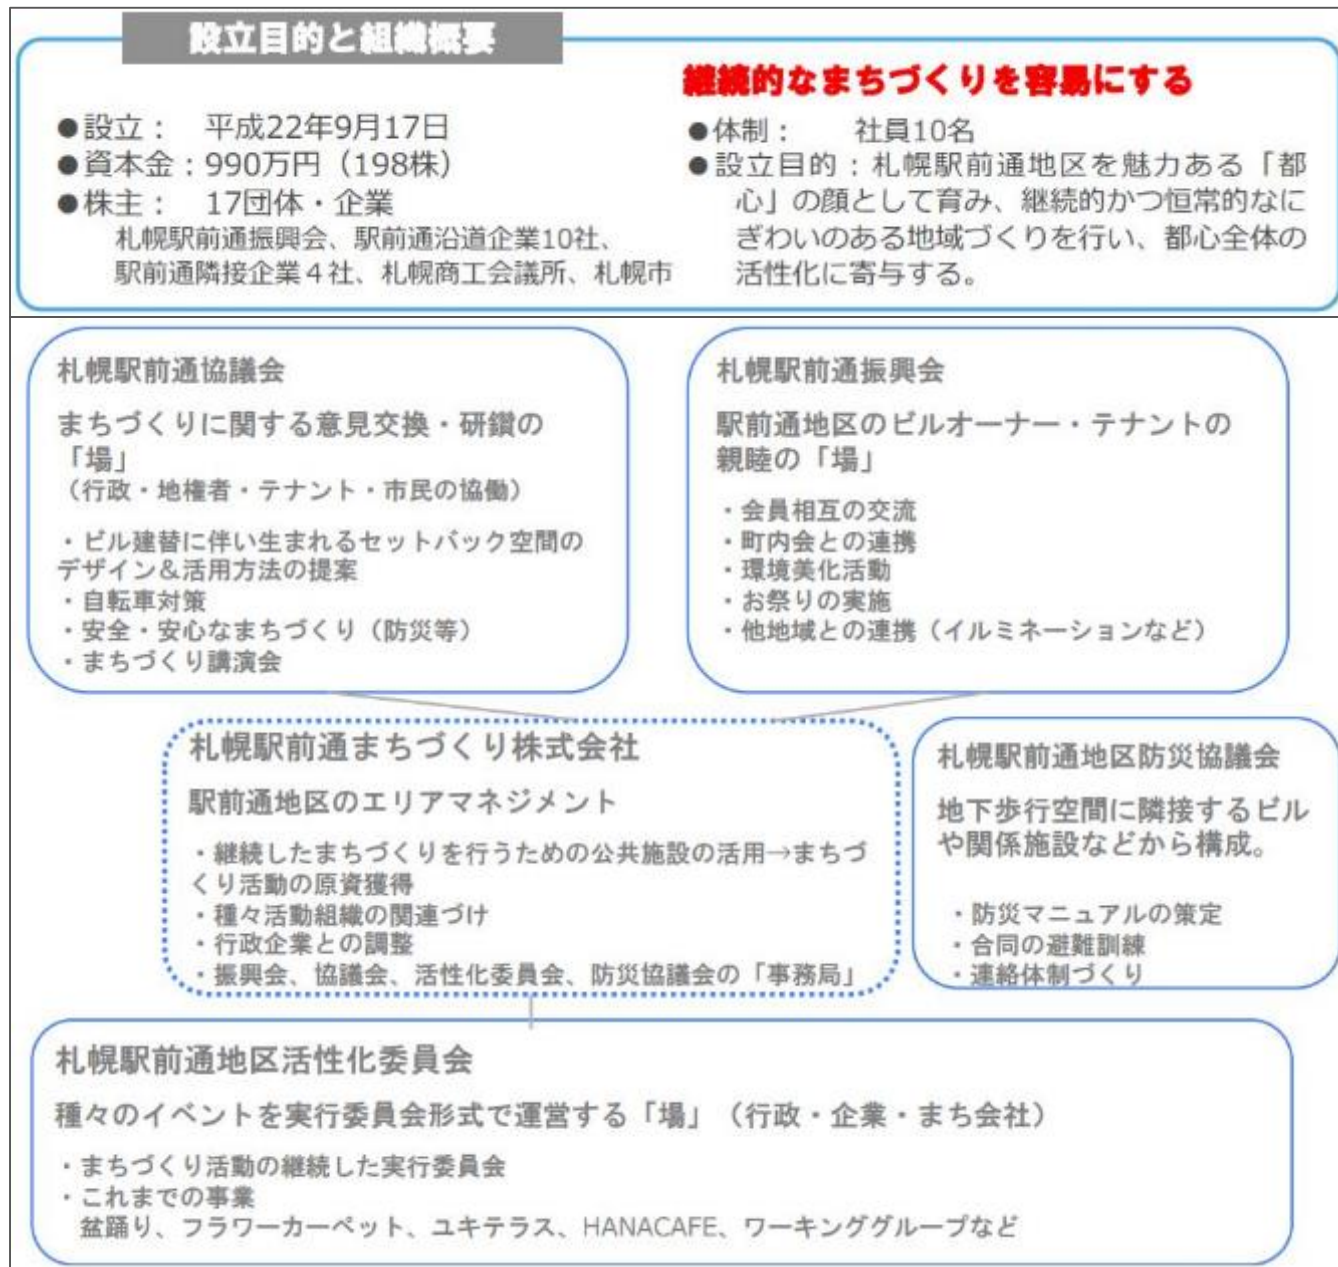 設立目的と組織概要
継続的なまちづくりを容易にする
●設立： 平成22年9月17日
●資本金：990万円（198株）
●株主： 17団体・企業
札幌駅前通振興会、駅前通沿道企業10社、
駅前通隣接企業４社、札幌商工会議所、札幌市
●体制： 社員10名
●設立目的：札幌駅前通地区を魅力ある「都
心」の顔として育み、継続的かつ恒常的なに
ぎわいのある地域づくりを行い、都心全体の
活性化に寄与する。
札幌駅前通協議会
まちづくりに関する意見交換・研鑽の
「場」
（行政・地権者・テナント・市民の協働）
・ビル建替に伴い生まれるセットバック空間の
デザイン＆活用方法の提案
・自転車対策
・安全・安心なまちづくり（防災等）
・まちづくり講演会
札幌駅前通振興会
駅前通地区のビルオーナー・テナントの
親睦の「場」
・会員相互の交流
・町内会との連携
・環境美化活動
・お祭りの実施
・他地域との連携（イルミネーションなど）
札幌駅前通まちづくり株式会社
駅前通地区のエリアマネジメント
・継続したまちづくりを行うための公共施設の活用→まちづ
くり活動の原資獲得
・種々活動組織の関連づけ
・行政企業との調整
・振興会、協議会、活性化委員会、防災協議会の「事務局」
札幌駅前通地区防災協議会
地下歩行空間に隣接するビル
や関係施設などから構成。
・防災マニュアルの策定
・合同の避難訓練
・連絡体制づくり
札幌駅前通地区活性化委員会
種々のイベントを実行委員会形式で運営する「場」（行政・企業・まち会社）
・まちづくり活動の継続した実行委員会
・これまでの事業
盆踊り、フラワーカーペット、ユキテラス、HANACAFE、ワーキンググループなど